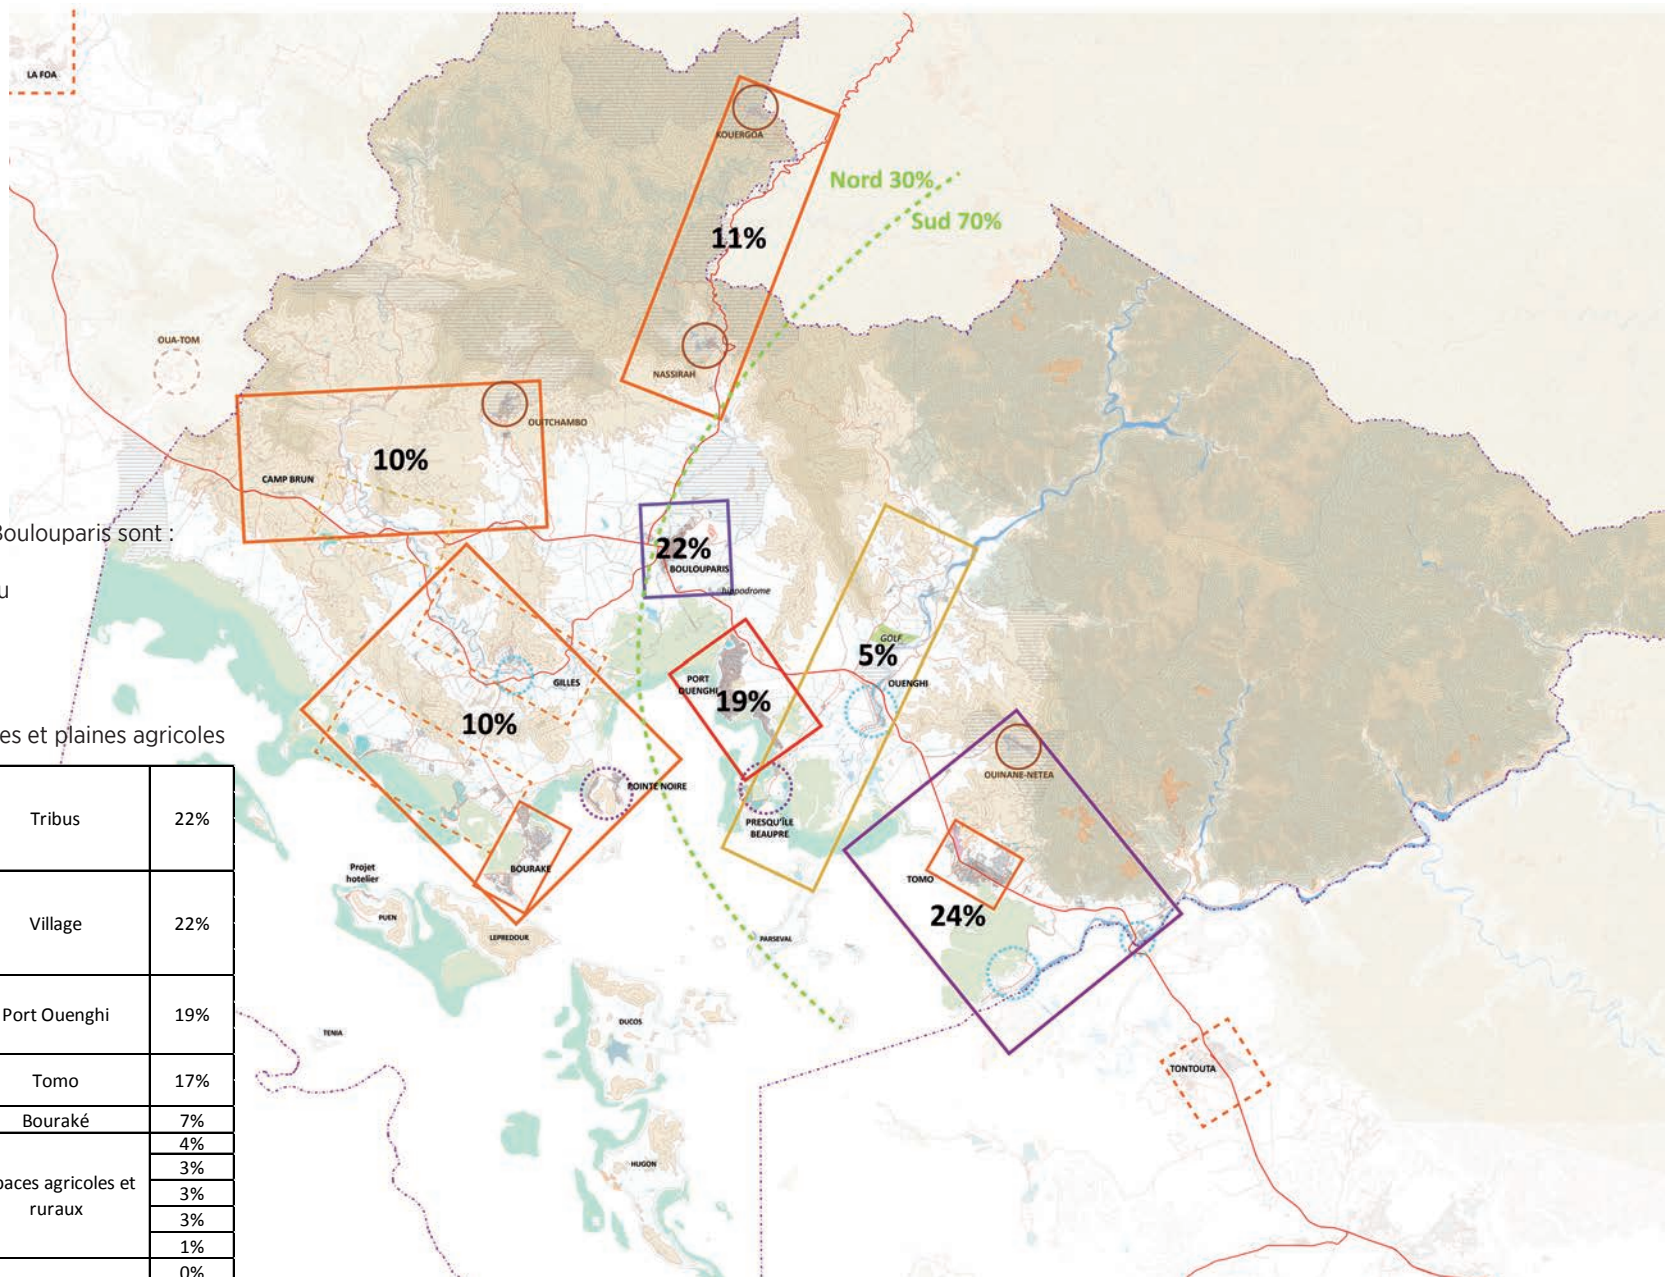 LA FOA
KOUERGOA
Nord 30%
Sud 70%
11%
OUA-TOM
NASSIRAH
OUITCHAMBO
10%
CAMP BRUN
Boulouparis sont :
22%
BOULOUPARIS
hippodrome
u
GOLF
5%
PORT
OUENGHI
OUENGHI
GILLES
19%
10%
es et plaines agricoles
OUINANE-NETEA
POINTE NOIRE
PRESQU'ÎLE
BEAUPRE
Tribus 22%
BOURAKE
Projet
hotelier
TOMO
24%
PUEN
LEPREDOUR
PARSEVAL
Village 22%
Port Ouenghi 19%
DUCOS
TENIA
TONTOUTA
Tomo 17%
Bouraké 7%
4%
3%
paces agricoles et
ruraux
3%
3%
1%
0%
HUGON